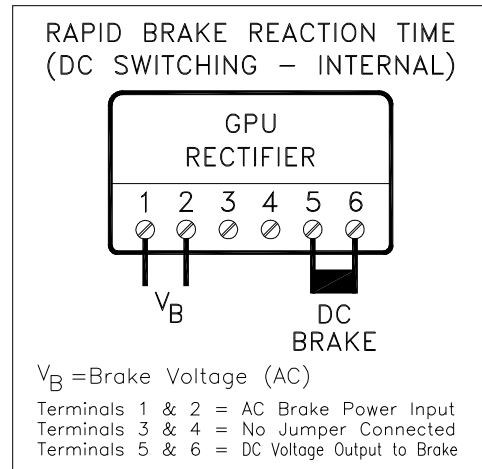 RAPID BRAKE REACTION TIME
(DC SWITCHING – INTERNAL)
GPU
RECTIFIER
1 2 3 4 5 6
VB
DC
BRAKE
VB =Brake Voltage (AC)
Terminals 1 & 2 = AC Brake Power Input
Terminals 3 & 4 = No Jumper Connected
Terminals 5 & 6 = DC Voltage Output to Brake